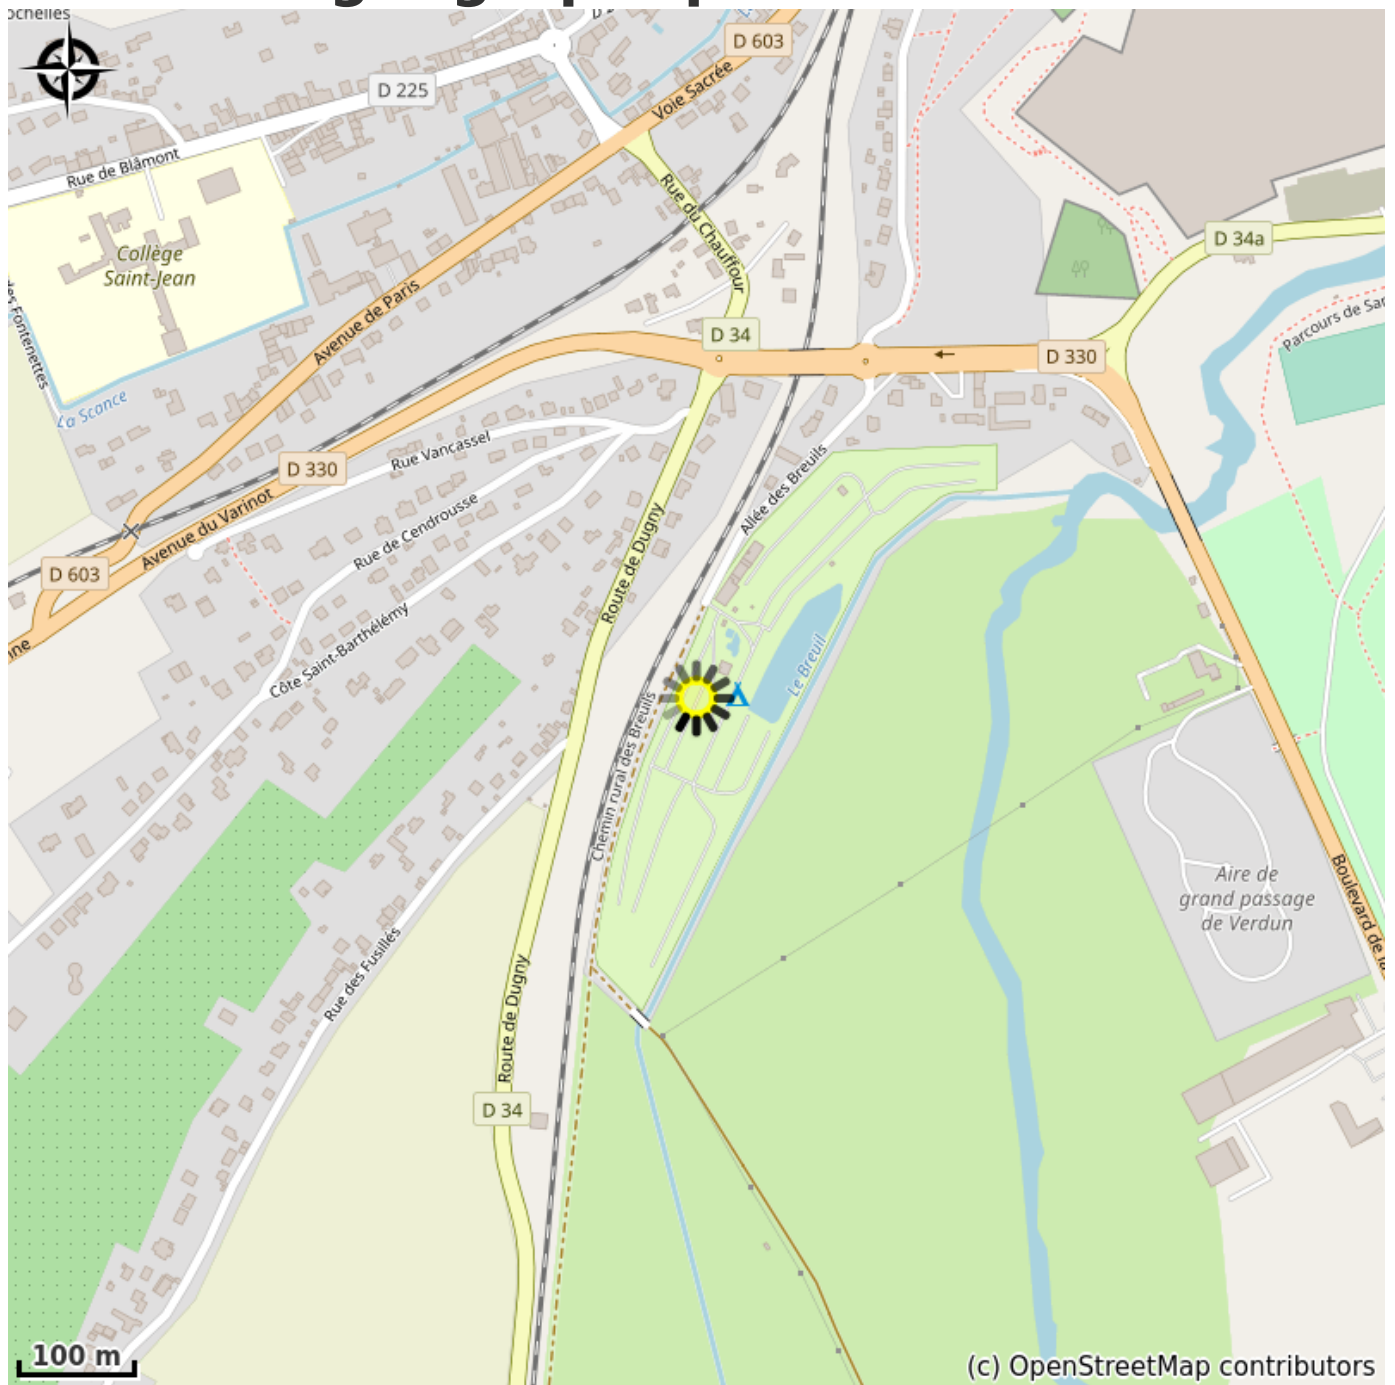 D 603
D 225
Voie Sacrée
Rue de Blâmont
Rue du Chauffour
Collège
Saint-Jean
D 34a
Avenue de Paris
Parcours de
D 34
D 330
La Scance
Rue Vancassel
D 330
Allée des Breuils
Rue de Cendrousse
Avenue du Varinot
Route de Dugny
D 603
Côte Saint-Barthélémy
Le Breuil
Chemin rural des Breuils
Aire de
grand passage
de Verdun
Boulevard de
Rue des Fusillés
Route de Dugny
D 34
100 m
(c) OpenStreetMap contributors